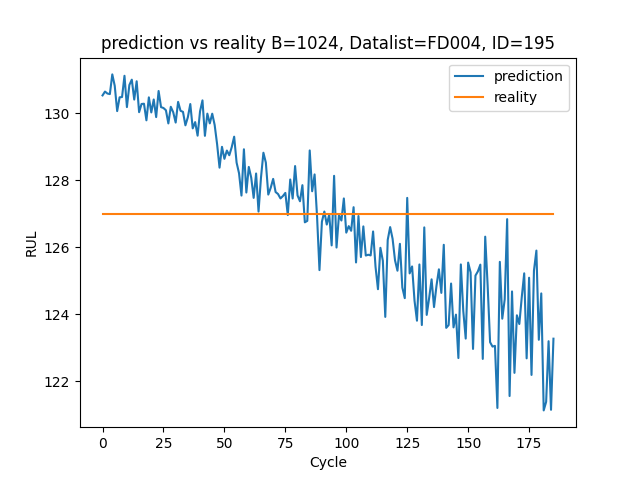 prediction vs reality B=1024, Datalist=FD004, ID=195
prediction
reality
RUL
130
128
126
124
122
0 25 50 75 100 125 150 175
Cycle